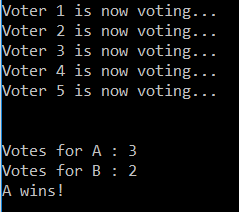 Voter 1 is now voting...
Voter 2 is now voting...
Voter 3 is now voting...
Voter 4 is now voting...
Voter 5 is now voting...
Votes for A : 3
Votes for B : 2
A wins!